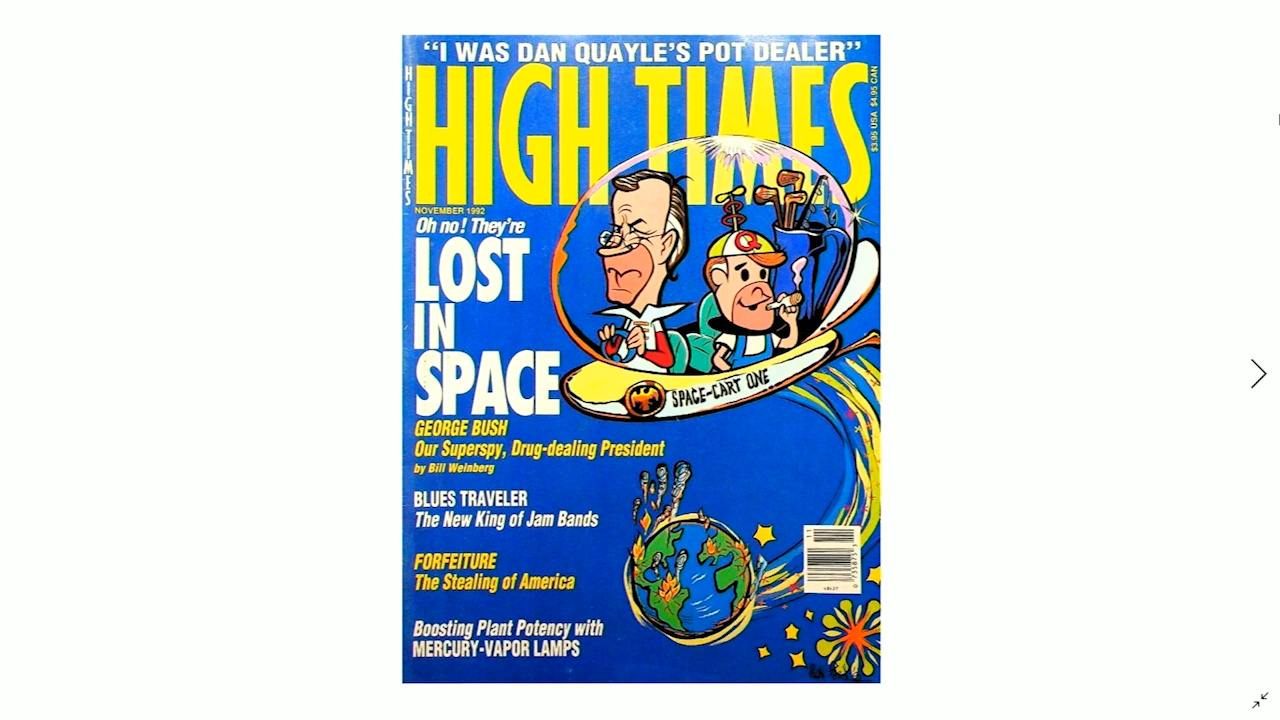 “I WAS DAN QUAYLE’S POT DEALER”
HIGH TIMES
HIGH TIMES
$3.95 USA $4.95 CAN
NOVEMBER 1992
Oh no! They’re
LOST
IN
SPACE
Q
SPACE-CART ONE
GEORGE BUSH
Our Superspy, Drug-dealing President
by Bill Weinberg
BLUES TRAVELER
The New King of Jam Bands
FORFEITURE
The Stealing of America
Boosting Plant Potency with
MERCURY-VAPOR LAMPS
11